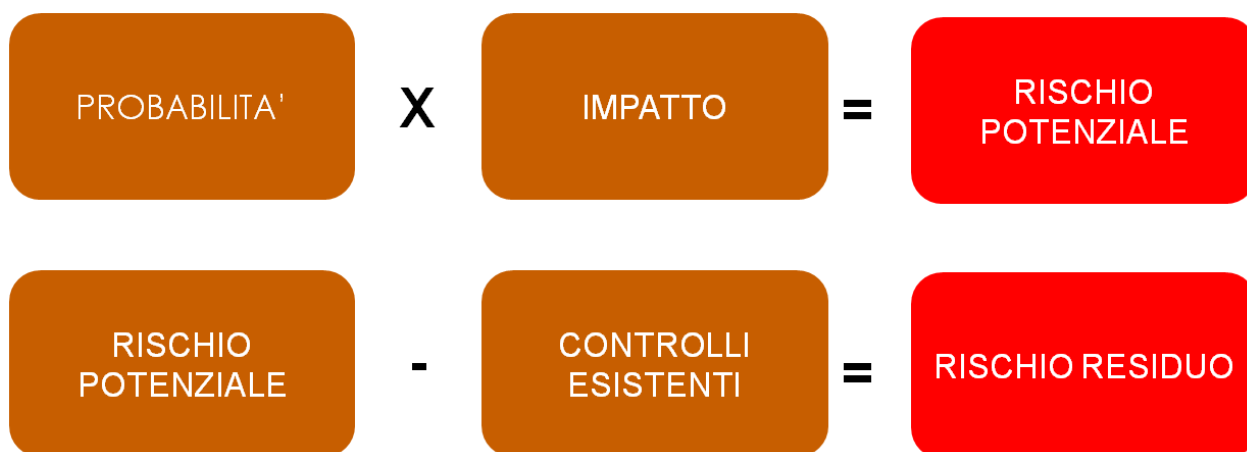 PROBABILITA' X IMPATTO = RISCHIO
POTENZIALE
RISCHIO
POTENZIALE - CONTROLLI
ESISTENTI = RISCHIO RESIDUO